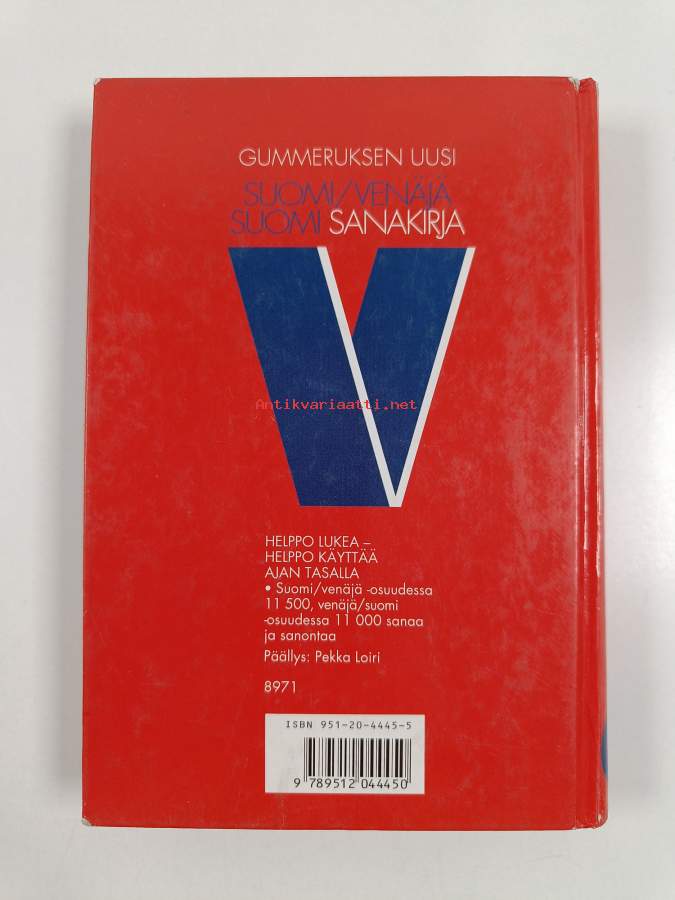 GUMMERUKSEN UUSI
SUOMI/VENÄJÄ
SUOMI SANAKIRJA
V
Antikvariaatti.net
HELPPO LUKEA –
HELPPO KÄYTTÄÄ
AJAN TASALLA
• Suomi/venäjä -osuudessa
11 500, venäjä/suomi
-osuudessa 11 000 sanaa
ja sanontaa
Päällys: Pekka Loiri
8971
ISBN 951-20-4445-5
9 789512 044450